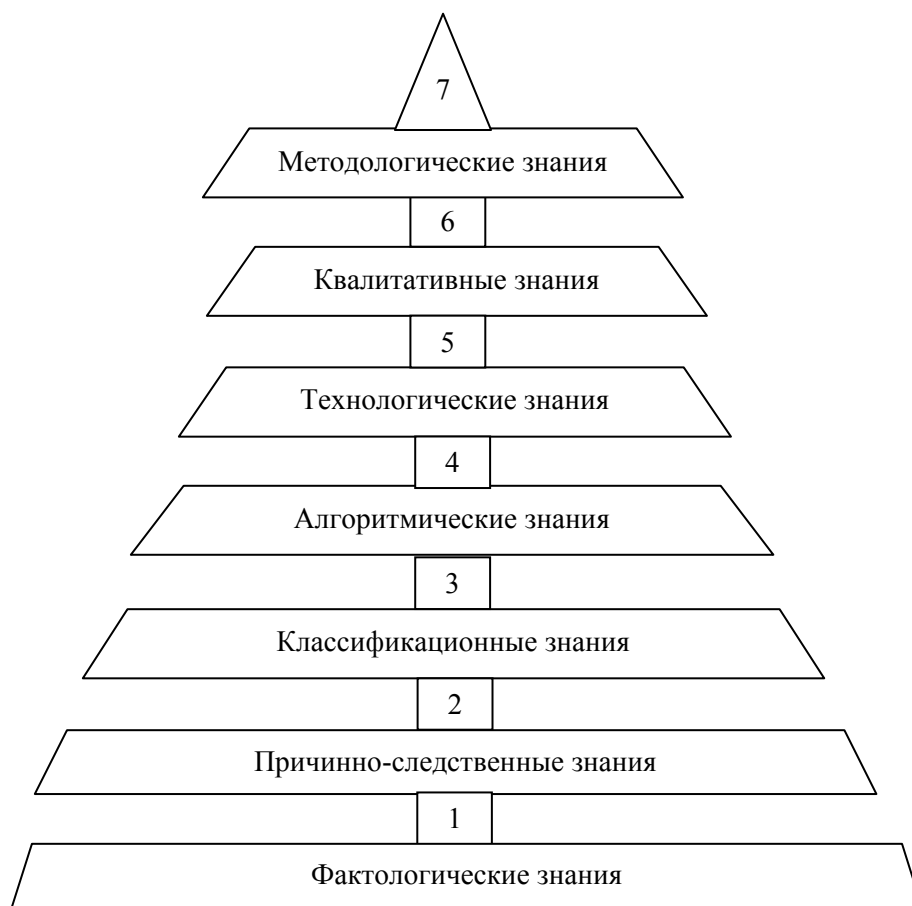 7
Методологические знания
6
Квалитативные знания
5
Технологические знания
4
Алгоритмические знания
3
Классификационные знания
2
Причинно-следственные знания
1
Фактологические знания